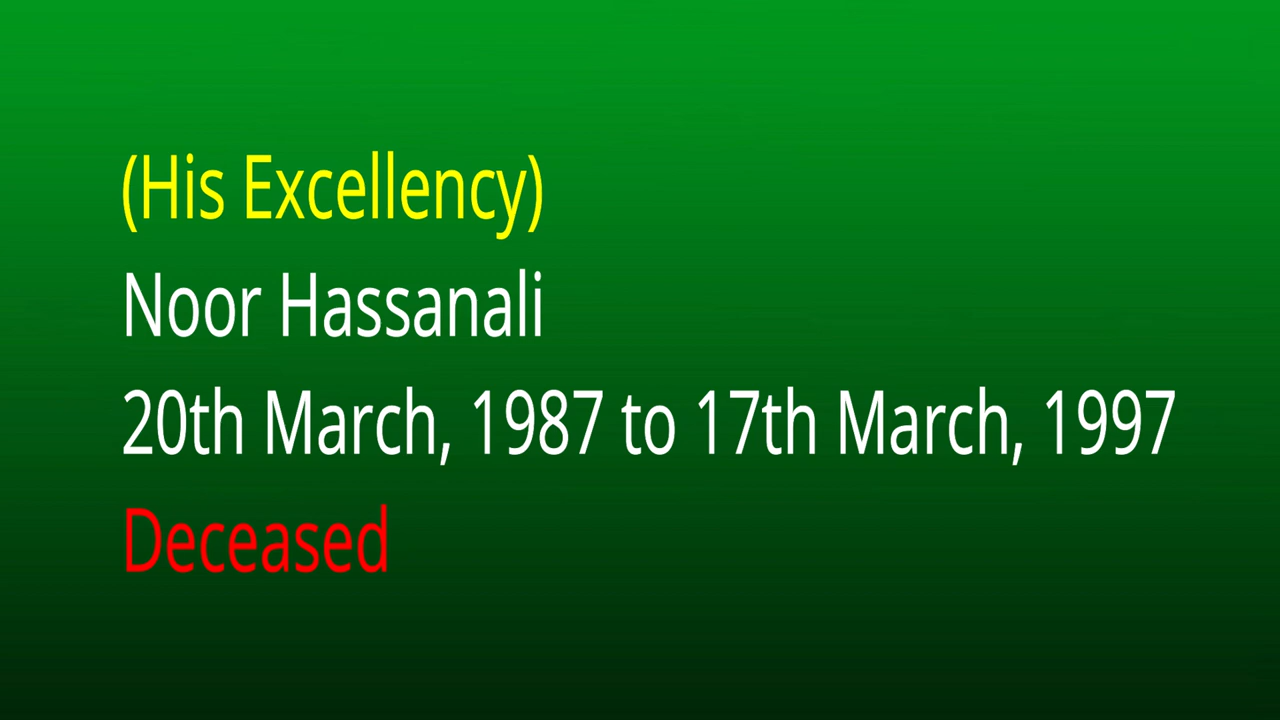 (His Excellency)
Noor Hassanali
20th March, 1987 to 17th March, 1997
Deceased